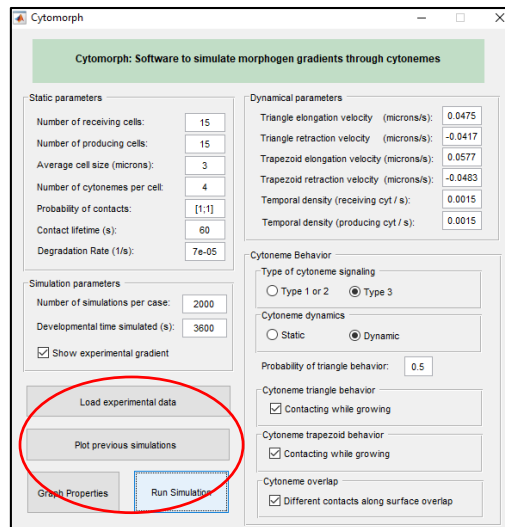 Cytomorph
Cytomorph: Software to simulate morphogen gradients through cytonemes
Static parameters
Number of receiving cells: 15
Number of producing cells: 15
Average cell size (microns): 3
Number of cytonemes per cell: 4
Probability of contacts: [1;1]
Contact lifetime (s): 60
Degradation Rate (1/s): 7e-05
Simulation parameters
Number of simulations per case: 2000
Developmental time simulated (s): 3600
Show experimental gradient
Load experimental data
Plot previous simulations
Graph Properties Run Simulation
Dynamical parameters
Triangle elongation velocity (microns/s): 0.0475
Triangle retraction velocity (microns/s): -0.0417
Trapezoid elongation velocity (microns/s): 0.0577
Trapezoid retraction velocity (microns/s): -0.0483
Temporal density (receiving cyt / s): 0.0015
Temporal density (producing cyt / s): 0.0015
Cytoneme Behavior
Type of cytoneme signaling
Type 1 or 2 Type 3
Cytoneme dynamics
Static Dynamic
Probability of triangle behavior: 0.5
Cytoneme triangle behavior
Contacting while growing
Cytoneme trapezoid behavior
Contacting while growing
Cytoneme overlap
Different contacts along surface overlap